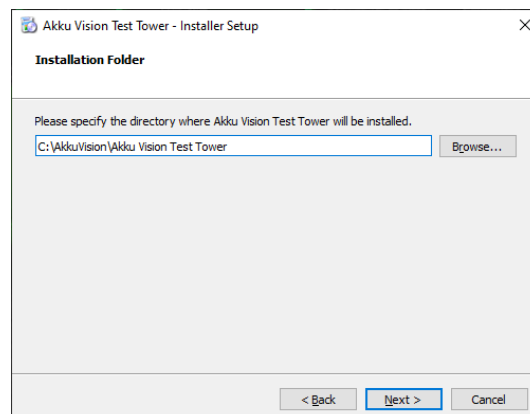 Akku Vision Test Tower - Installer Setup
Installation Folder
Please specify the directory where Akku Vision Test Tower will be installed.
C:\AkkuVision\Akku Vision Test Tower
Browse...
< Back
Next >
Cancel